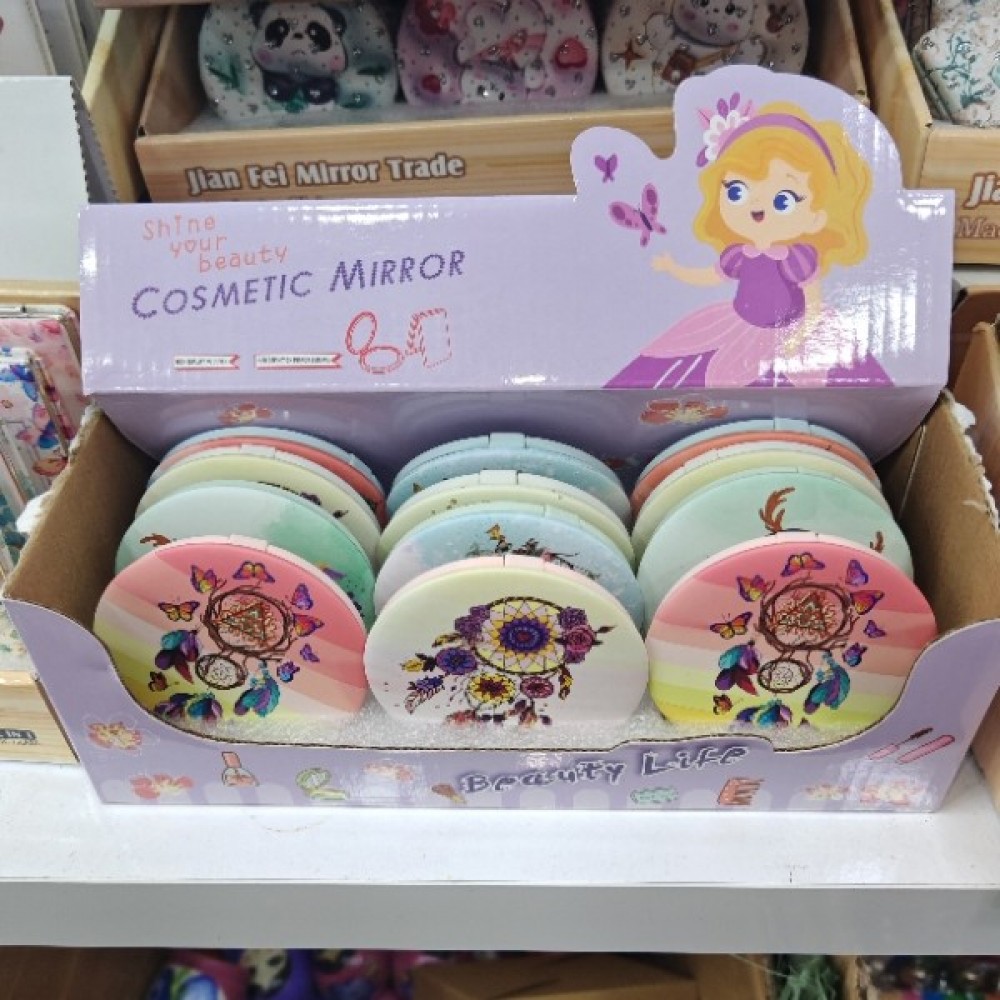 Jian Fei Mirror Trade
Shine
your
beauty
COSMETIC MIRROR
Beauty Life